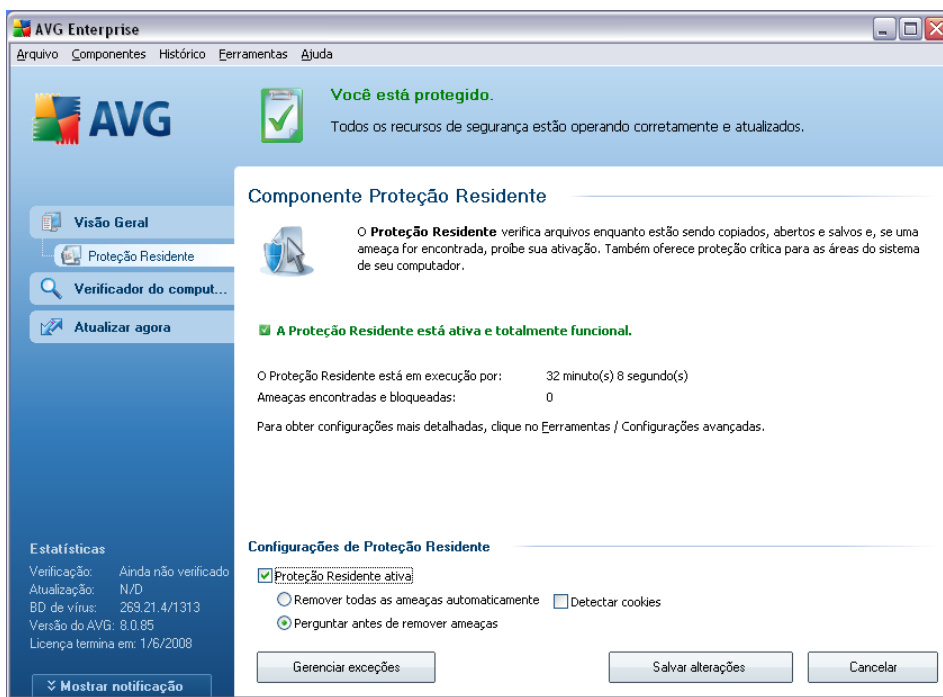 AVG Enterprise
Arquivo Componentes Histórico Ferramentas Ajuda
AVG
Você está protegido.
Todos os recursos de segurança estão operando corretamente e atualizados.
Visão Geral
Proteção Residente
Verificador do comput...
Atualizar agora
Componente Proteção Residente
O Proteção Residente verifica arquivos enquanto estão sendo copiados, abertos e salvos e, se uma
ameaça for encontrada, proíbe sua ativação. Também oferece proteção crítica para as áreas do sistema
de seu computador.
A Proteção Residente está ativa e totalmente funcional.
O Proteção Residente está em execução por: 32 minuto(s) 8 segundo(s)
Ameaças encontradas e bloqueadas: 0
Para obter configurações mais detalhadas, clique no Ferramentas / Configurações avançadas.
Configurações de Proteção Residente
Proteção Residente ativa
Remover todas as ameaças automaticamente Detectar cookies
Perguntar antes de remover ameaças
Gerenciar exceções Salvar alterações Cancelar
Estatísticas
Verificação: Ainda não verificado
Atualização: N/D
BD de vírus: 269.21.4/1313
Versão do AVG: 8.0.85
Licença termina em: 1/6/2008
Mostrar notificação